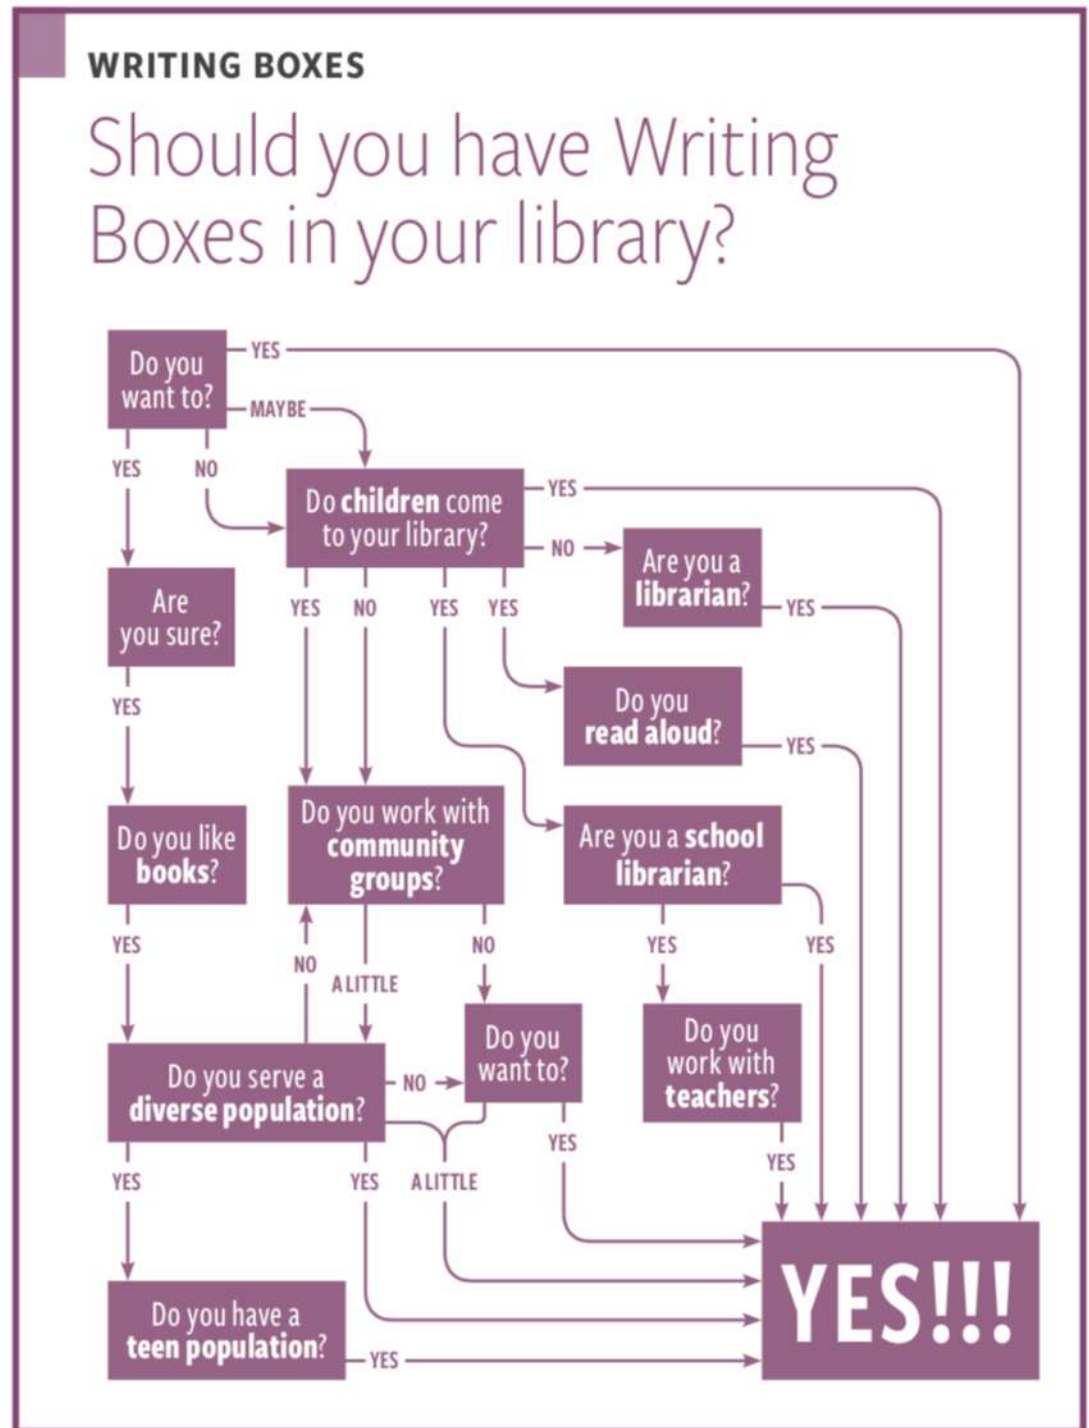 WRITING BOXES
Should you have Writing
Boxes in your library?
Do you
want to?
YES
MAYBE
YES
NO
Do children come
to your library?
YES
NO
Are you a
librarian?
YES
Are
you sure?
YES
NO
YES
YES
YES
Do you
read aloud?
YES
Do you like
books?
Do you work with
community
groups?
Are you a school
librarian?
YES
NO
A LITTLE
NO
YES
YES
Do you serve a
diverse population?
NO
Do you
want to?
Do you
work with
teachers?
YES
YES
A LITTLE
YES
YES
Do you have a
teen population?
YES
YES!!!